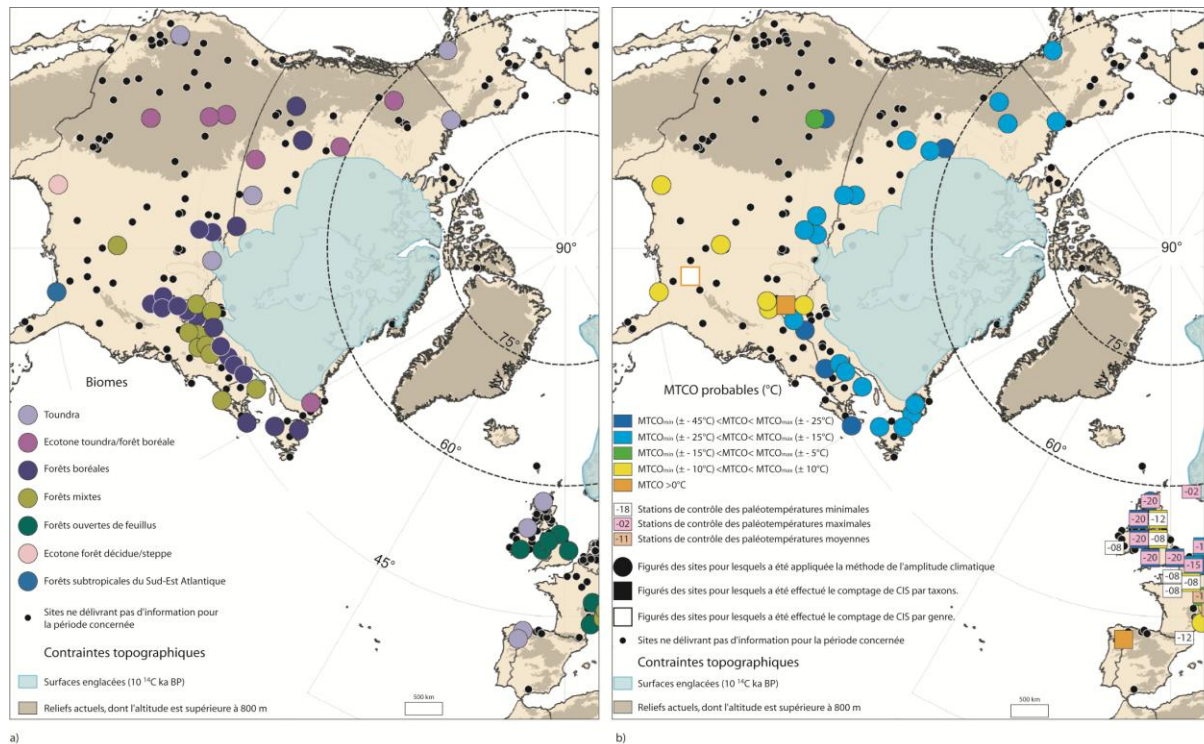 90°
75°
60°
45°
Biomes
Toundra
Ecotone toundra/forêt boréale
Forêts boréales
Forêts mixtes
Forêts ouvertes de feuillus
Ecotone forêt décidue/steppe
Forêts subtropicales du Sud-Est Atlantique
Sites ne délivrant pas d'information pour
la période concernée
Contraintes topographiques
Surfaces englacées (10 ¹⁴C ka BP)
Reliefs actuels, dont l'altitude est supérieure à 800 m
500 km
a)
90°
75°
60°
45°
MTCO probables (°C)
MTCOmin (± - 45°C) <MTCO< MTCOmax (± - 25°C)
MTCOmin (± - 25°C) <MTCO< MTCOmax (± - 15°C)
MTCOmin (± - 15°C) <MTCO< MTCOmax (± - 5°C)
MTCOmin (± - 10°C) <MTCO< MTCOmax (± 10°C)
MTCO >0°C
-18 Stations de contrôle des paléotempératures minimales
-02 Stations de contrôle des paléotempératures maximales
-11 Stations de contrôle des paléotempératures moyennes
Figurés des sites pour lesquels a été appliquée la méthode de l'amplitude climatique
Figurés des sites pour lesquels a été effectué le comptage de CIS par taxons.
Figurés des sites pour lesquels a été effectué le comptage de CIS par genre.
Sites ne délivrant pas d'information pour la période concernée
Contraintes topographiques
Surfaces englacées (10 ¹⁴C ka BP)
Reliefs actuels, dont l'altitude est supérieure à 800 m
500 km
-02
-20
-20 -12
-20 -08
-08
-20 -20 -15
-08 -08
-08
-12
b)